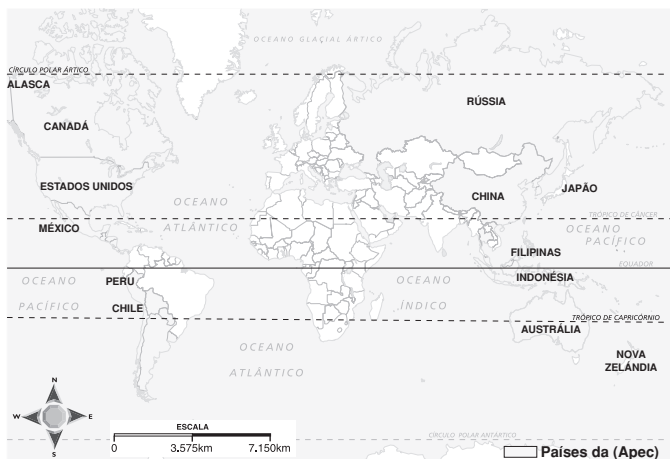 OCEANO GLACIAL ÁRTICO
CÍRCULO POLAR ÁRTICO
ALASCA
RÚSSIA
CANADÁ
ESTADOS UNIDOS
CHINA
JAPÃO
OCEANO
ATLÂNTICO
TRÓPICO DE CÂNCER
MÉXICO
OCEANO
PACÍFICO
FILIPINAS
EQUADOR
OCEANO
PACÍFICO
PERU
CHILE
OCEANO
ÍNDICO
INDONÉSIA
TRÓPICO DE CAPRICÓRNIO
AUSTRÁLIA
OCEANO
ATLÂNTICO
NOVA
ZELÁNDIA
N
W
E
S
ESCALA
0 3.575km 7.150km
CÍRCULO POLAR ANTÁRTICO
Países da (Apec)